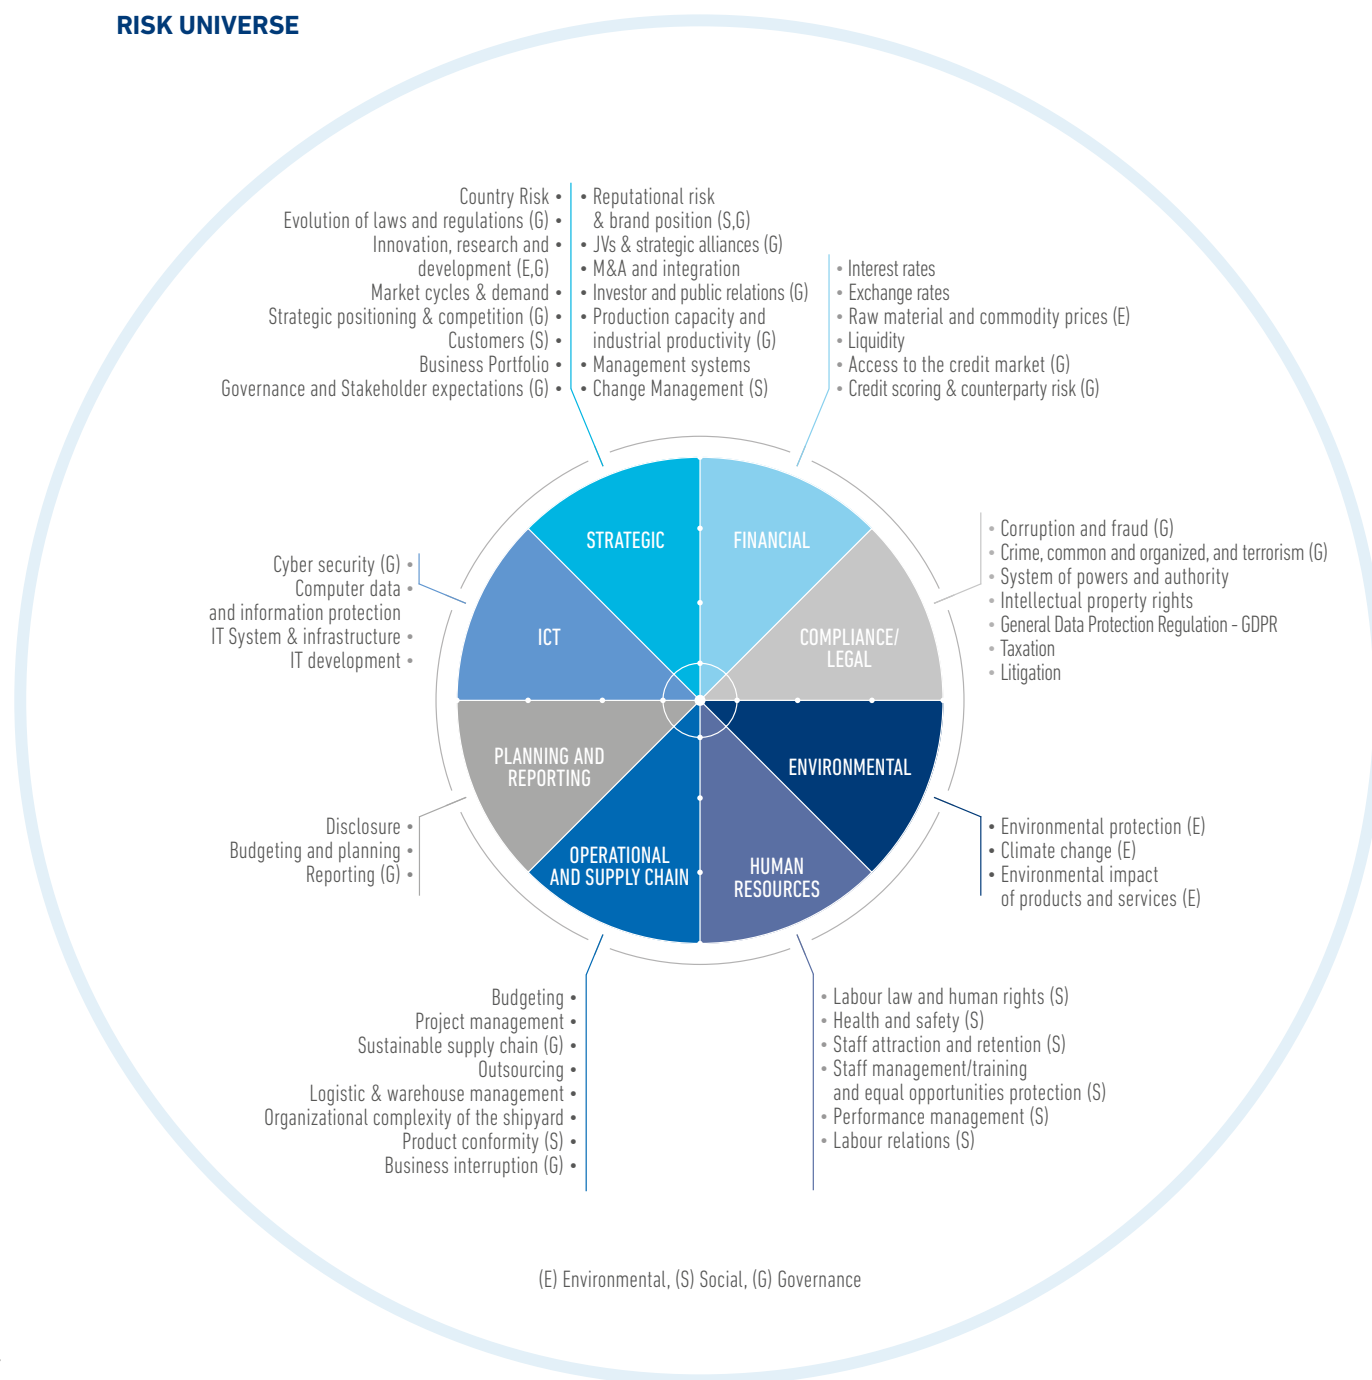 RISK UNIVERSE
Country Risk •
Evolution of laws and regulations (G) •
Innovation, research and •
development (E,G)
Market cycles & demand •
Strategic positioning & competition (G) •
Customers (S) •
Business Portfolio •
Governance and Stakeholder expectations (G) •
• Reputational risk
& brand position (S,G)
• JVs & strategic alliances (G)
• M&A and integration
• Investor and public relations (G)
• Production capacity and
industrial productivity (G)
• Management systems
• Change Management (S)
• Interest rates
• Exchange rates
• Raw material and commodity prices (E)
• Liquidity
• Access to the credit market (G)
• Credit scoring & counterparty risk (G)
STRATEGIC
FINANCIAL
Cyber security (G) •
Computer data •
and information protection
IT System & infrastructure •
IT development •
ICT
COMPLIANCE/
LEGAL
• Corruption and fraud (G)
• Crime, common and organized, and terrorism (G)
• System of powers and authority
• Intellectual property rights
• General Data Protection Regulation - GDPR
• Taxation
• Litigation
PLANNING AND
REPORTING
ENVIRONMENTAL
Disclosure •
Budgeting and planning •
Reporting (G) •
OPERATIONAL
AND SUPPLY CHAIN
HUMAN
RESOURCES
• Environmental protection (E)
• Climate change (E)
• Environmental impact
of products and services (E)
Budgeting •
Project management •
Sustainable supply chain (G) •
Outsourcing •
Logistic & warehouse management •
Organizational complexity of the shipyard •
Product conformity (S) •
Business interruption (G) •
• Labour law and human rights (S)
• Health and safety (S)
• Staff attraction and retention (S)
• Staff management/training
and equal opportunities protection (S)
• Performance management (S)
• Labour relations (S)
(E) Environmental, (S) Social, (G) Governance